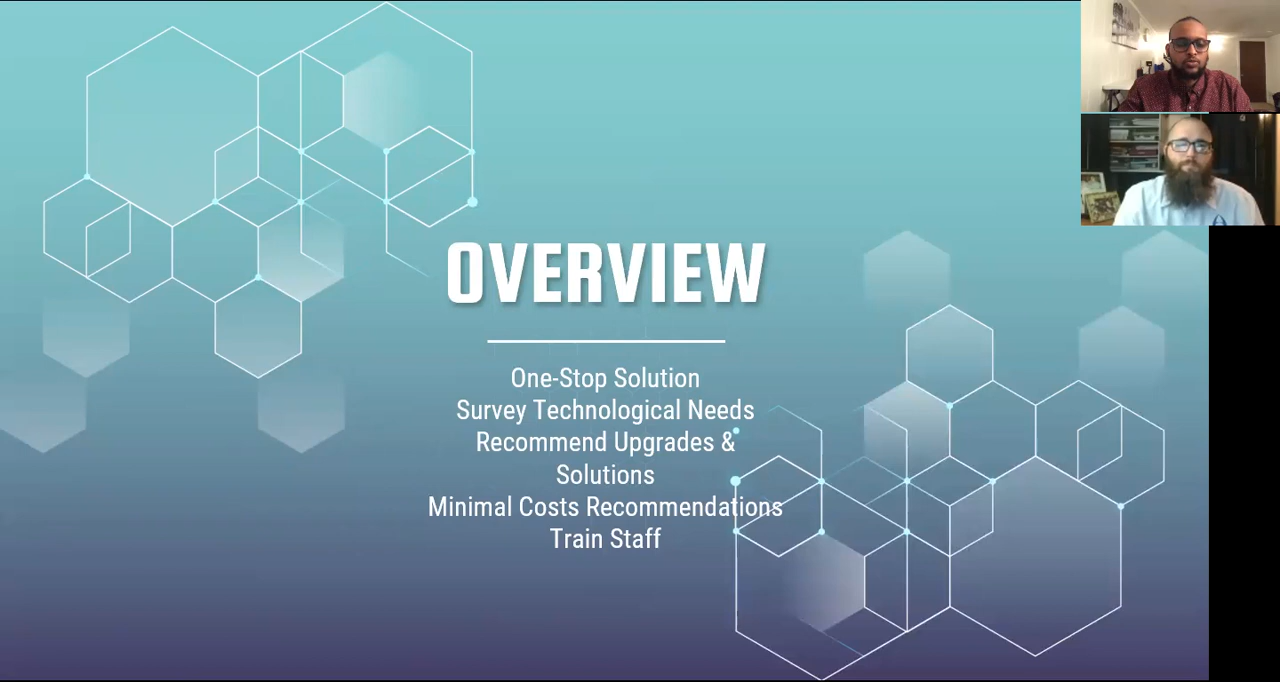 OVERVIEW
One-Stop Solution
Survey Technological Needs
Recommend Upgrades &
Solutions
Minimal Costs Recommendations
Train Staff